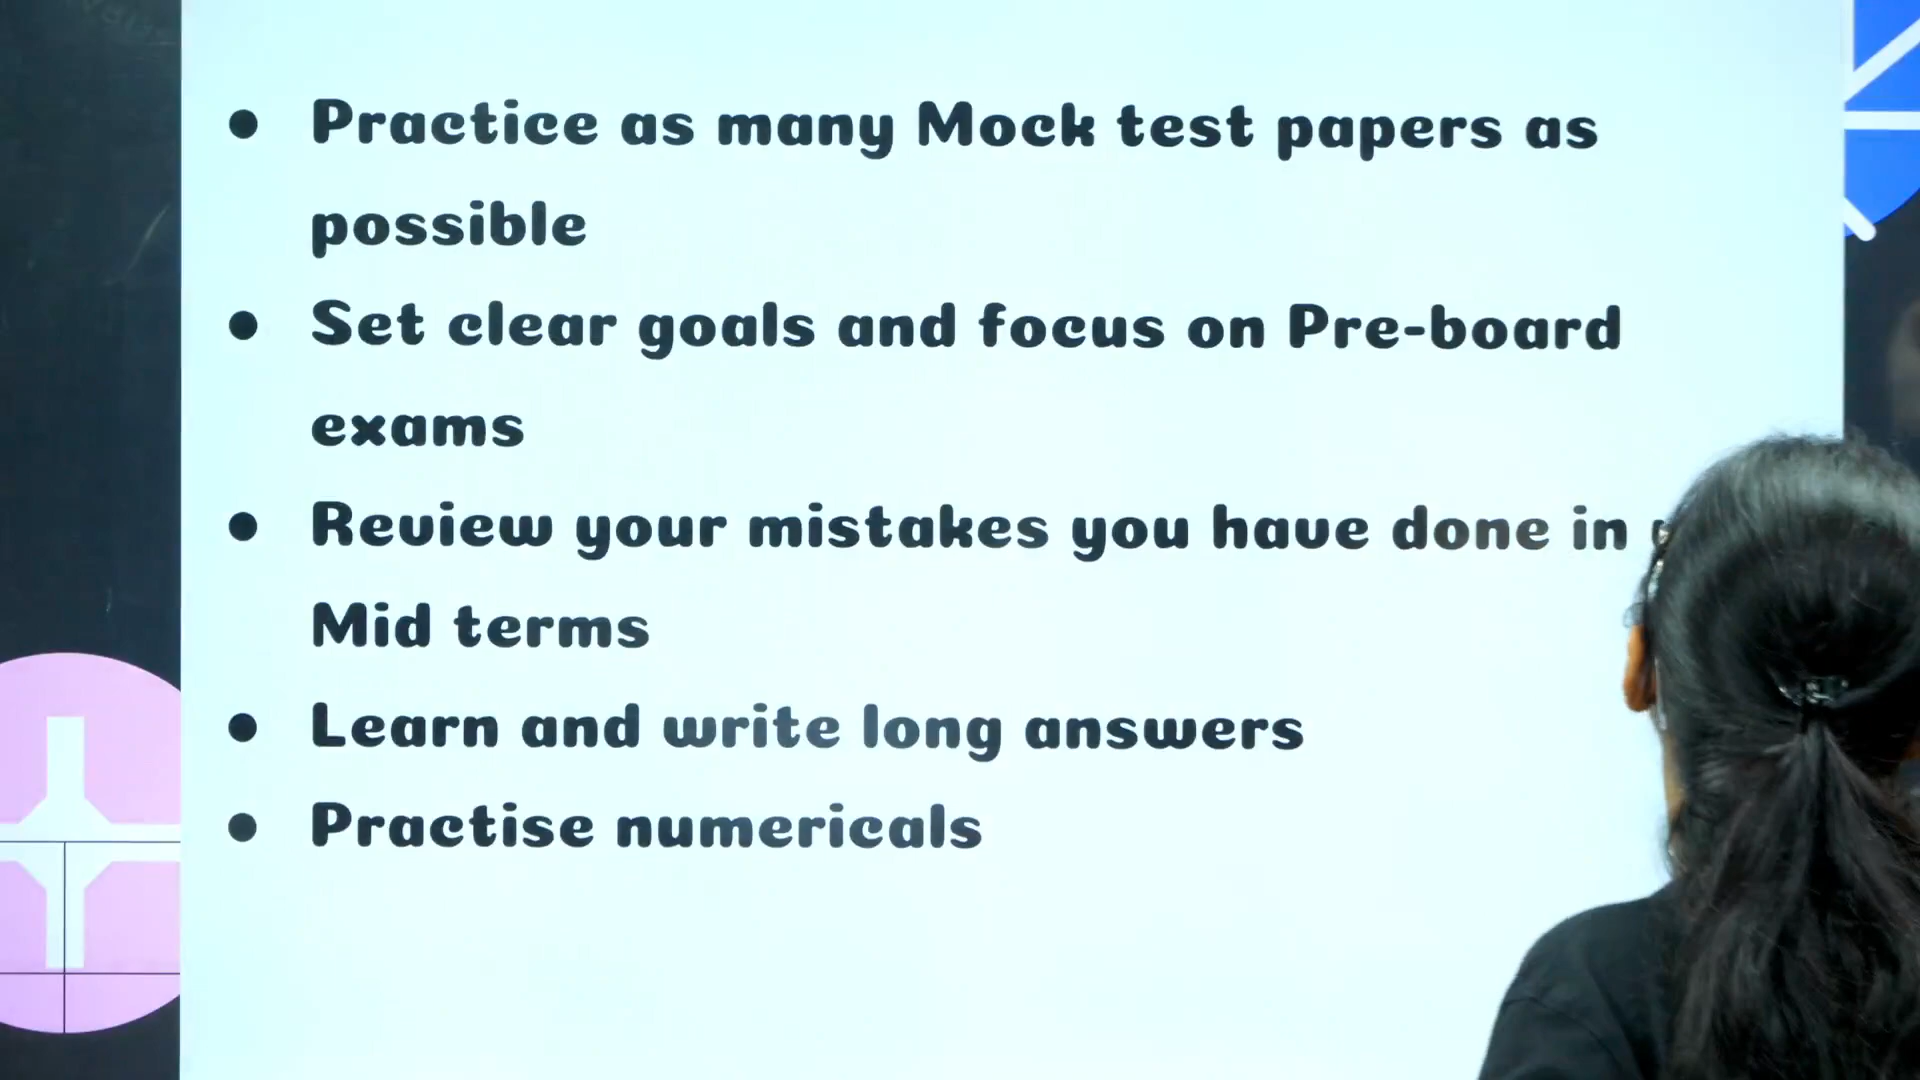 ● Practice as many Mock test papers as
possible
● Set clear goals and focus on Pre-board
exams
● Review your mistakes you have done in
Mid terms
● Learn and write long answers
● Practise numericals